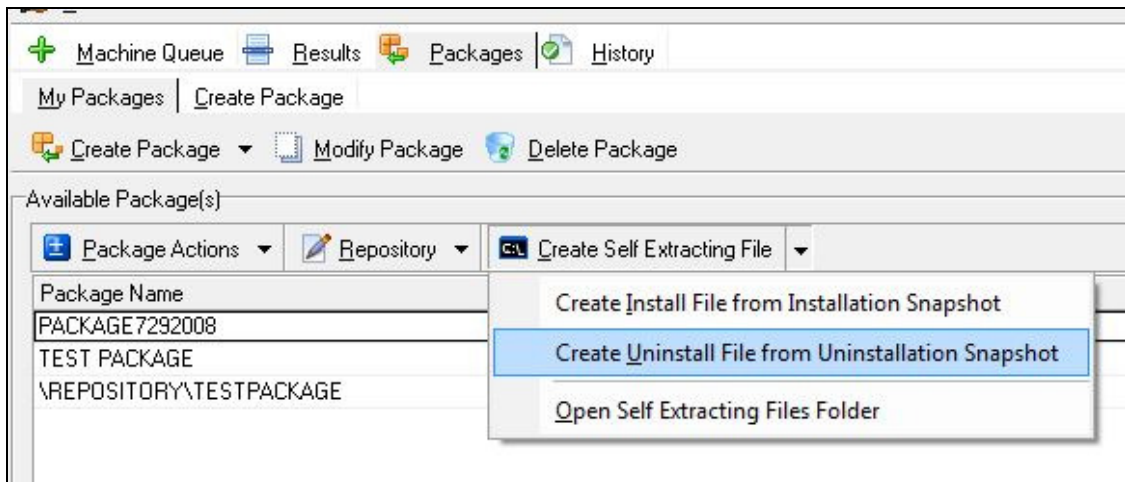 Machine Queue Results Packages History
My Packages Create Package
Create Package Modify Package Delete Package
Available Package(s)
Package Actions Repository C:\ Create Self Extracting File
Package Name
PACKAGE7292008
TEST PACKAGE
\REPOSITORY\TESTPACKAGE
Create Install File from Installation Snapshot
Create Uninstall File from Uninstallation Snapshot
Open Self Extracting Files Folder